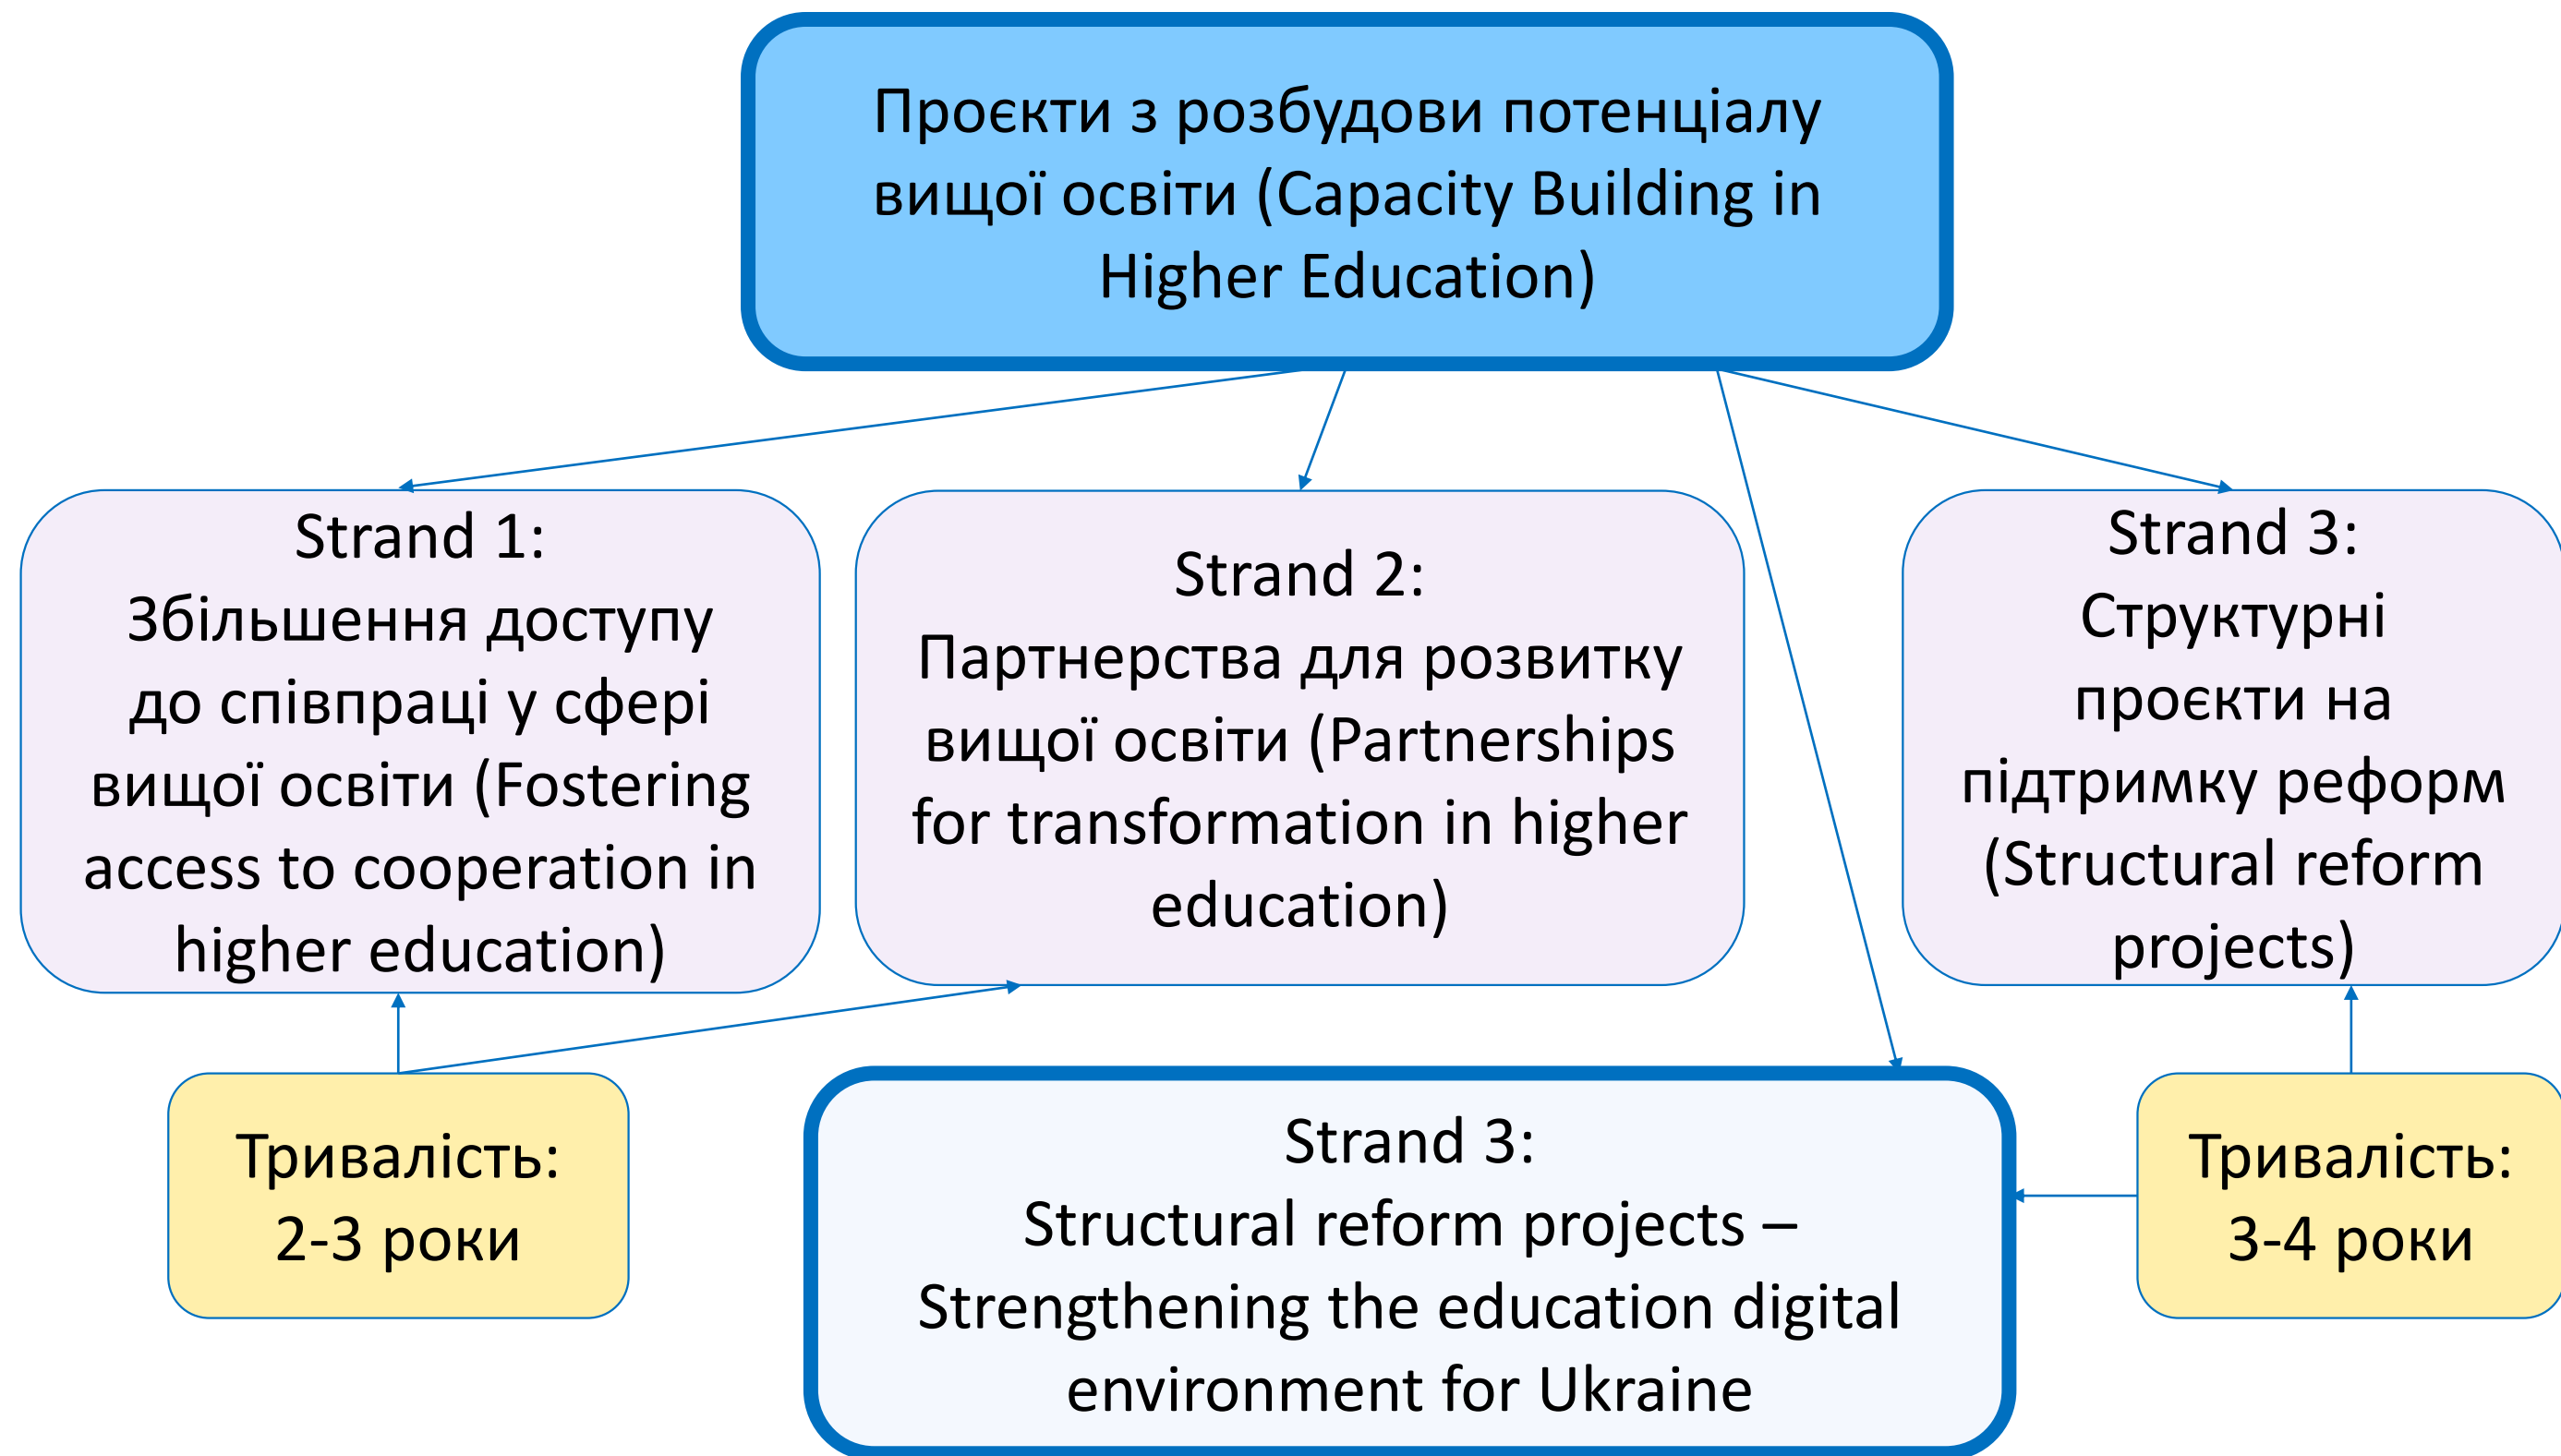 Проєкти з розбудови потенціалу
вищої освіти (Capacity Building in
Higher Education)
Strand 1:
Збільшення доступу
до співпраці у сфері
вищої освіти (Fostering
access to cooperation in
higher education)
Strand 2:
Партнерства для розвитку
вищої освіти (Partnerships
for transformation in higher
education)
Strand 3:
Структурні
проєкти на
підтримку реформ
(Structural reform
projects)
Тривалість:
2-3 роки
Strand 3:
Structural reform projects –
Strengthening the education digital
environment for Ukraine
Тривалість:
3-4 роки